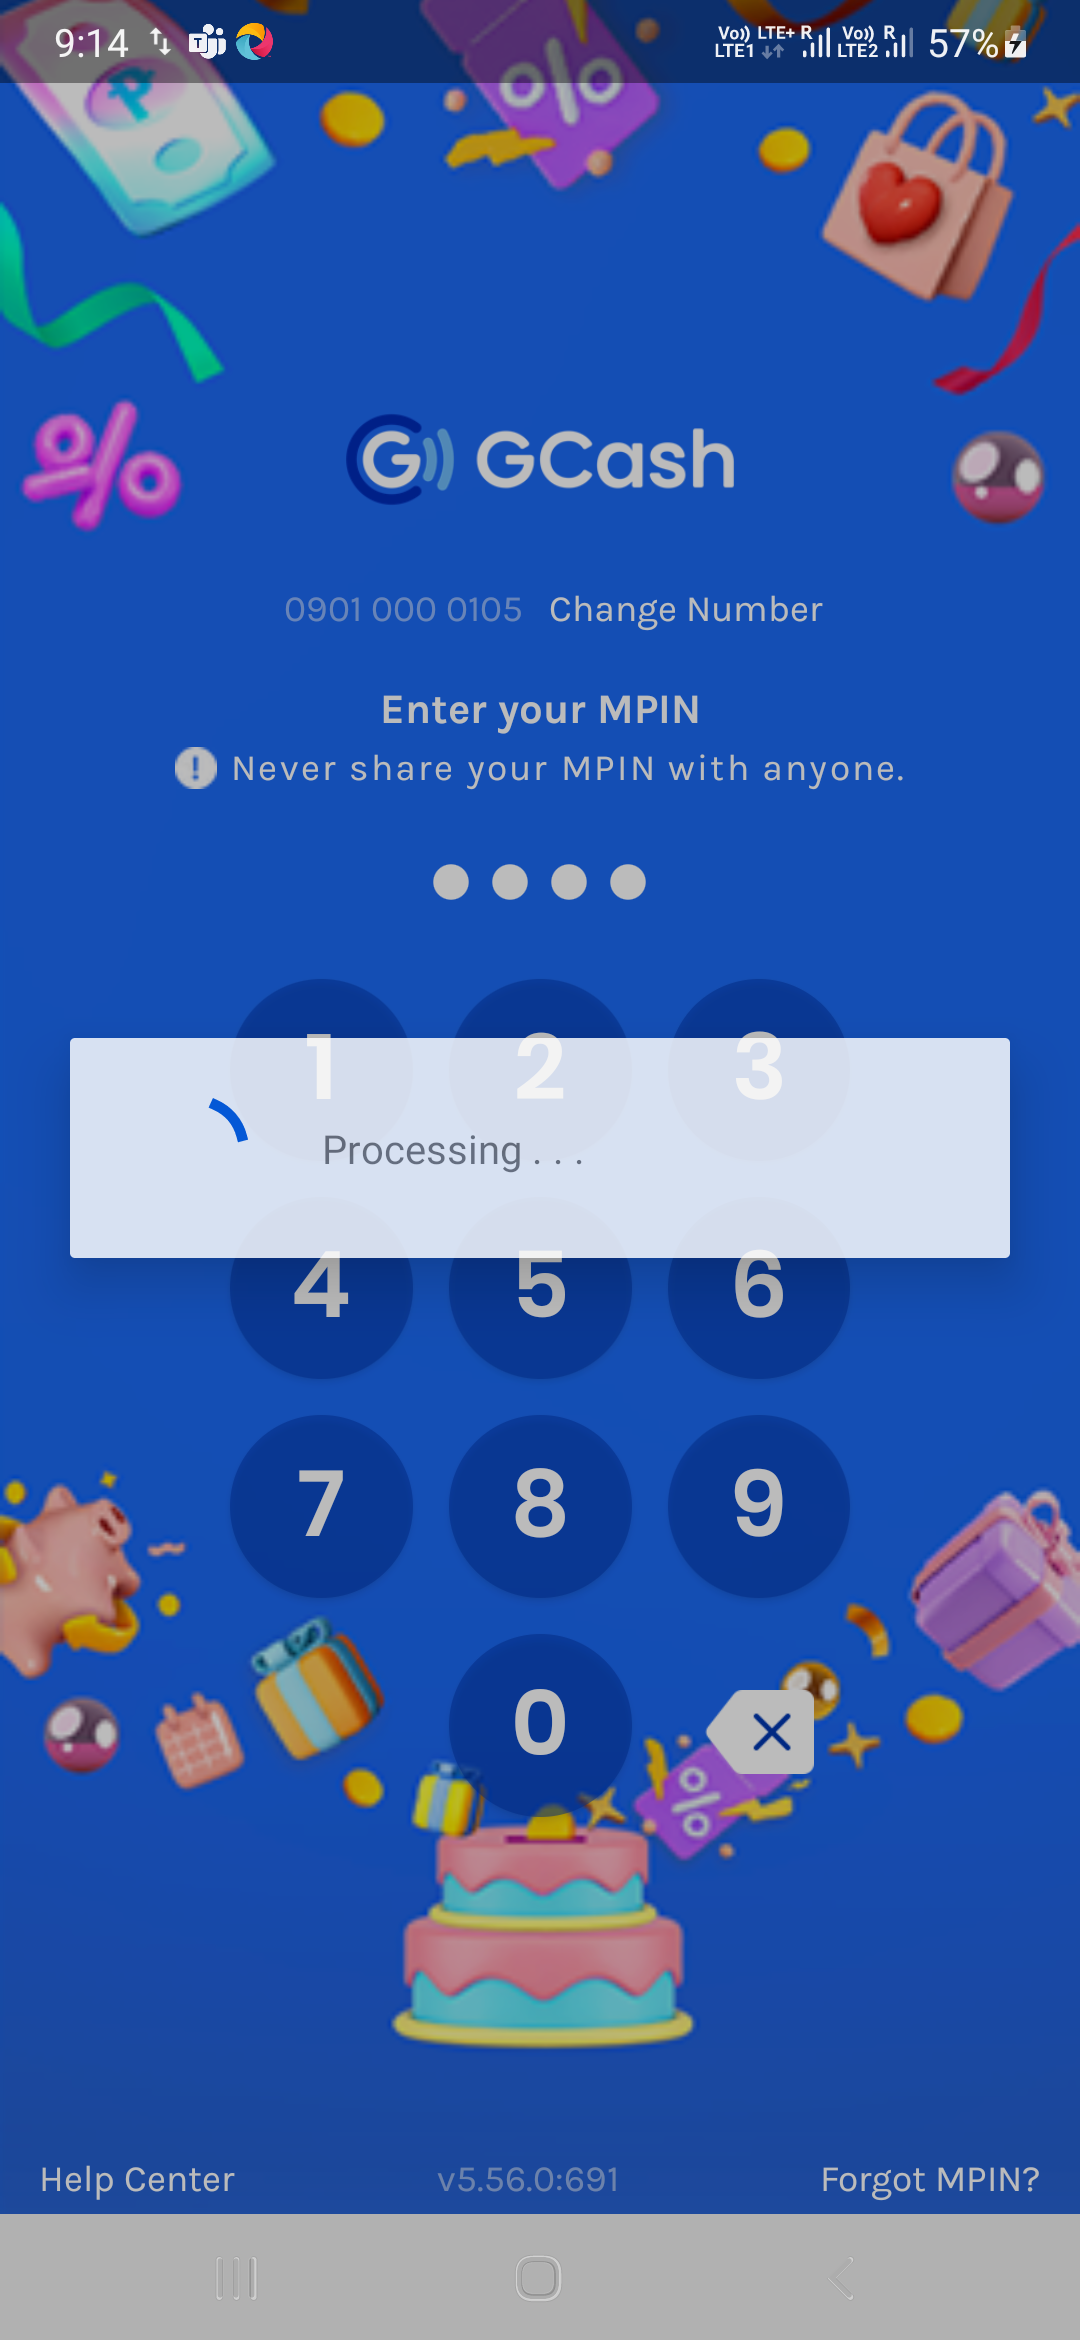 9:14 Vo)) LTE+ R Vo)) R 57%
LTE1 LTE2
%
%
G GCash
0901 000 0105 Change Number
Enter your MPIN
! Never share your MPIN with anyone.
1 2 3
Processing . . .
4 5 6
7 8 9
0
%
Help Center v5.56.0:691 Forgot MPIN?